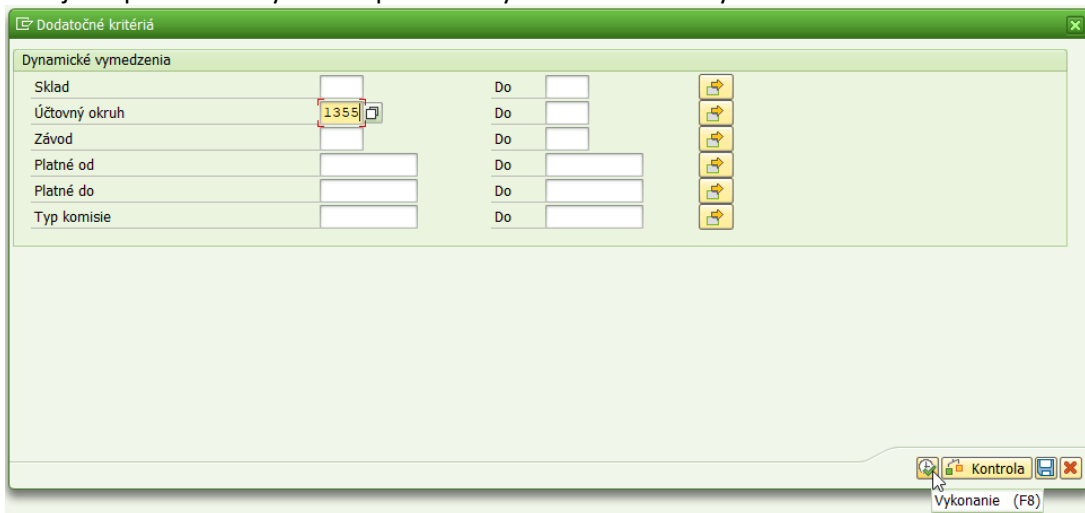 Dodatočné kritériá
Dynamické vymedzenia
Sklad Do
Účtovný okruh 1355 Do
Závod Do
Platné od Do
Platné do Do
Typ komisie Do
Kontrola
Vykonanie (F8)